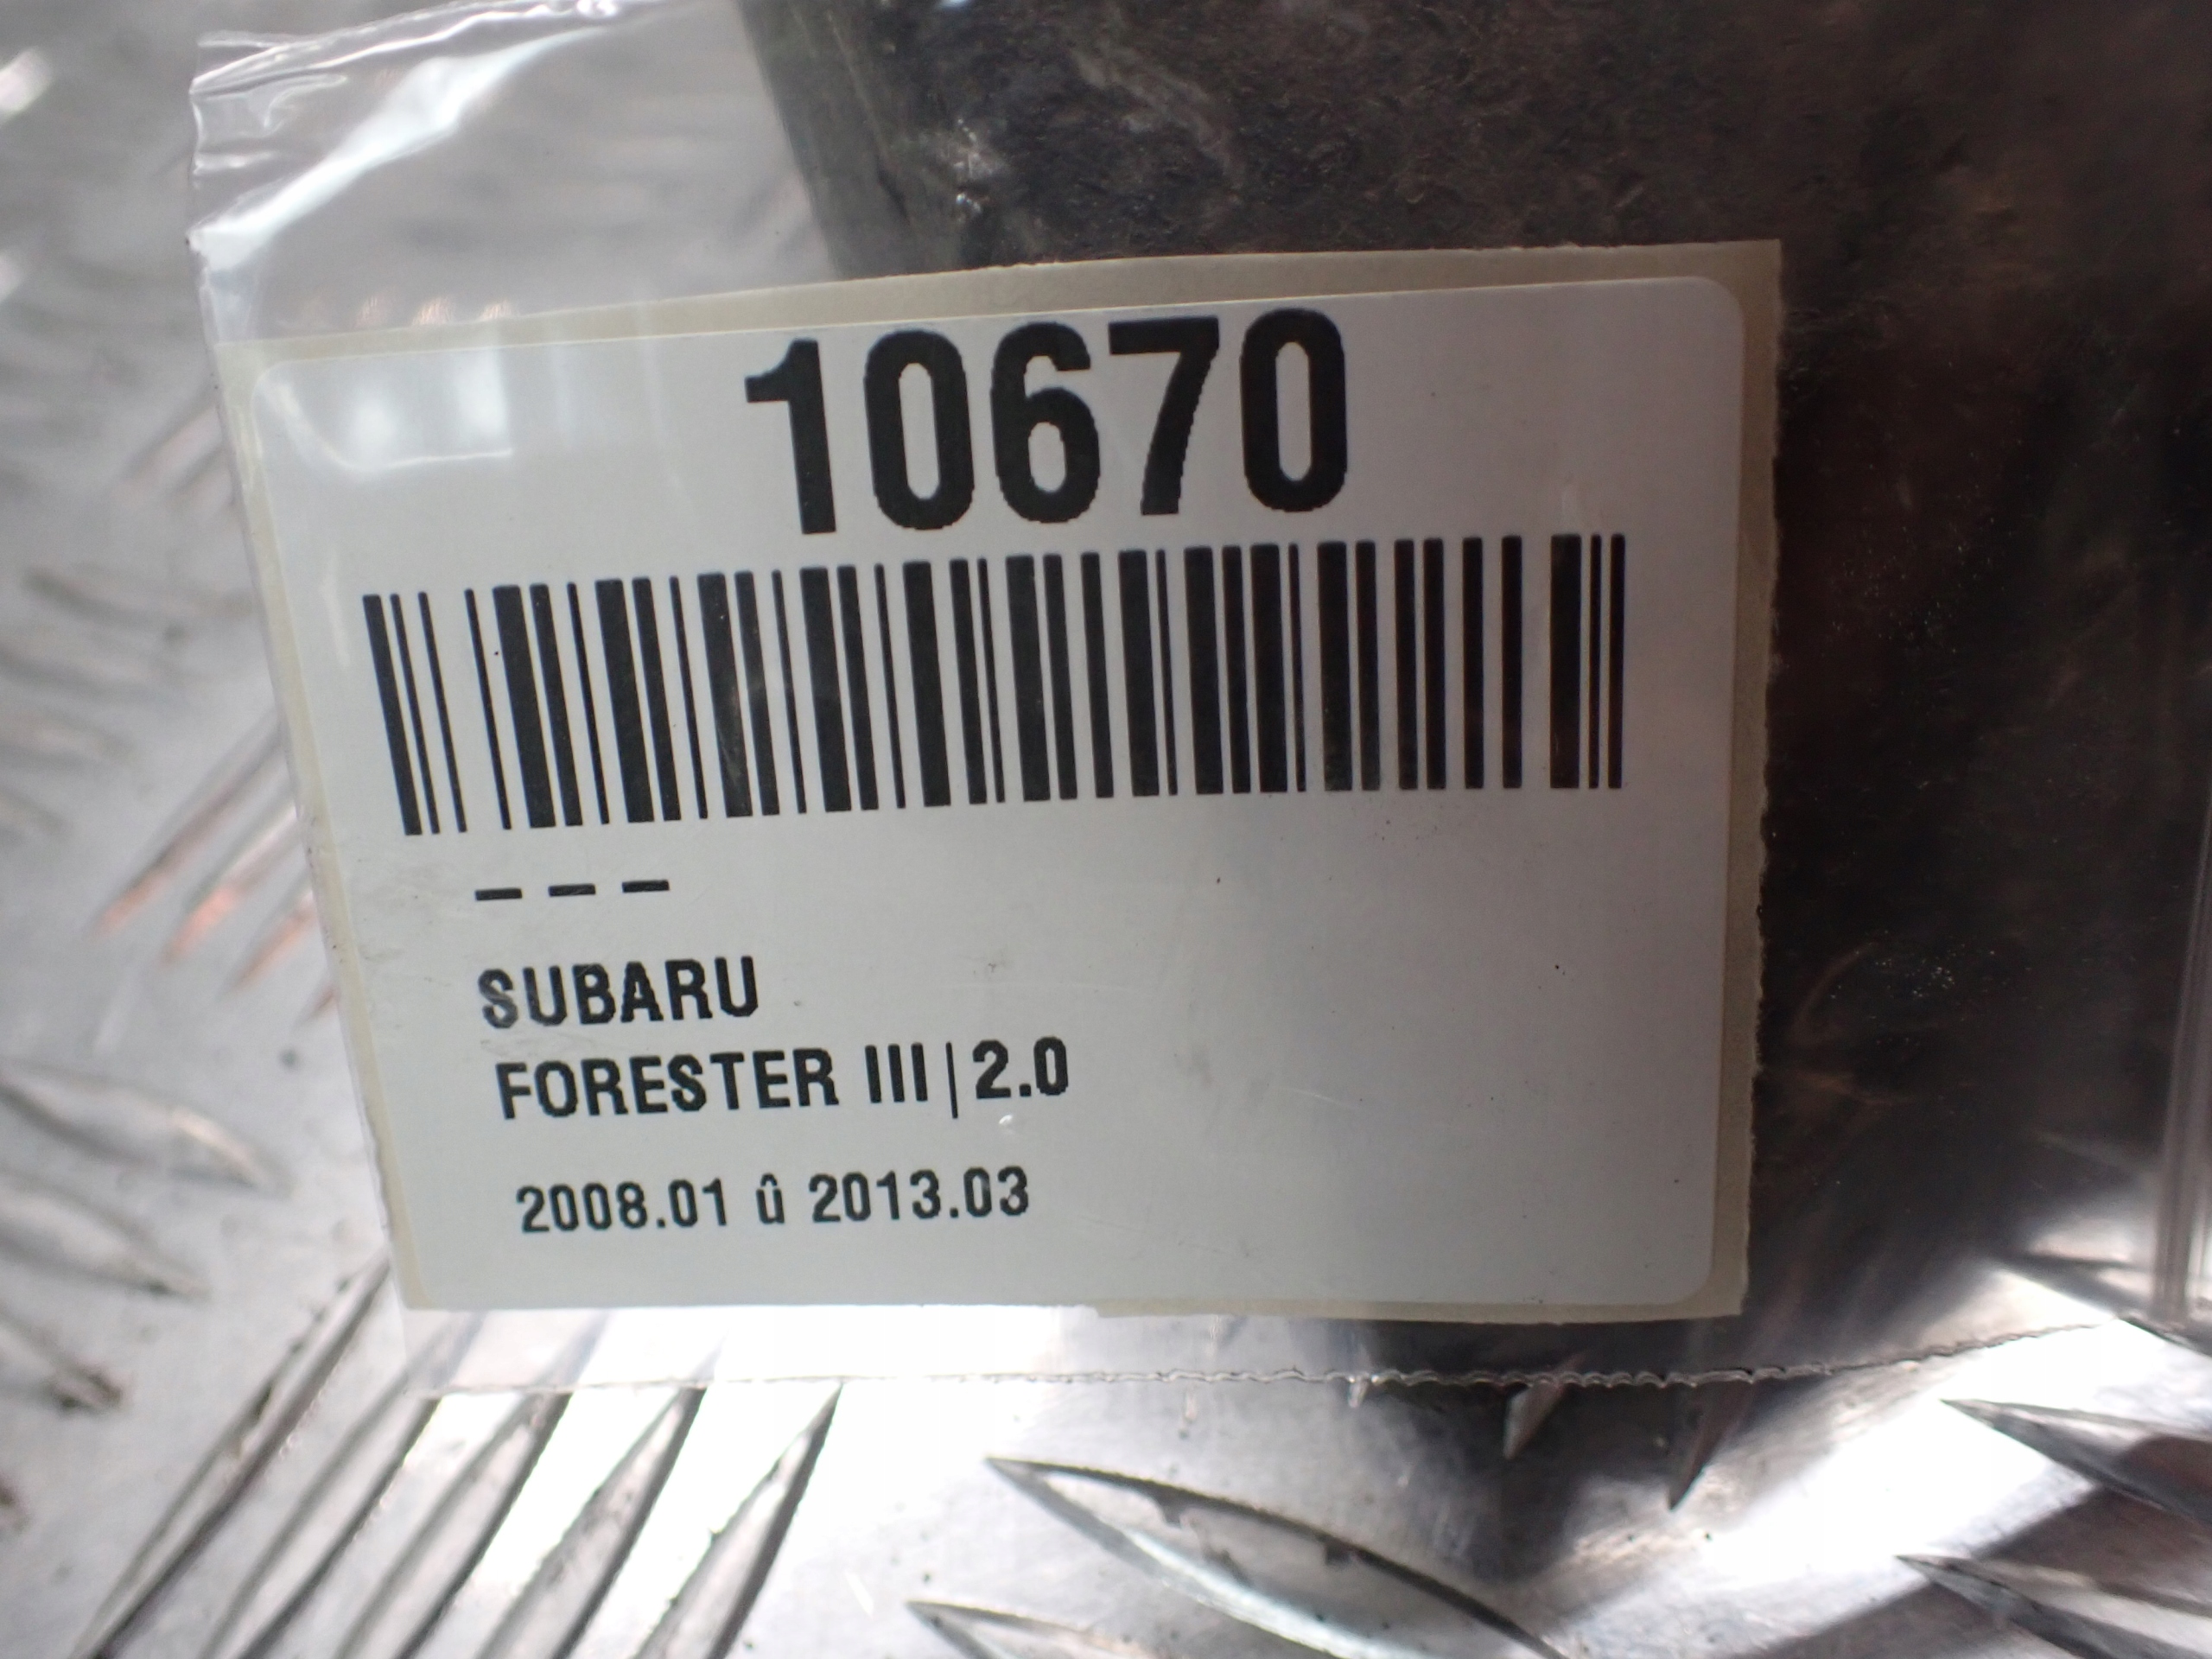 10670
– – –
SUBARU
FORESTER III|2.0
2008.01 û 2013.03